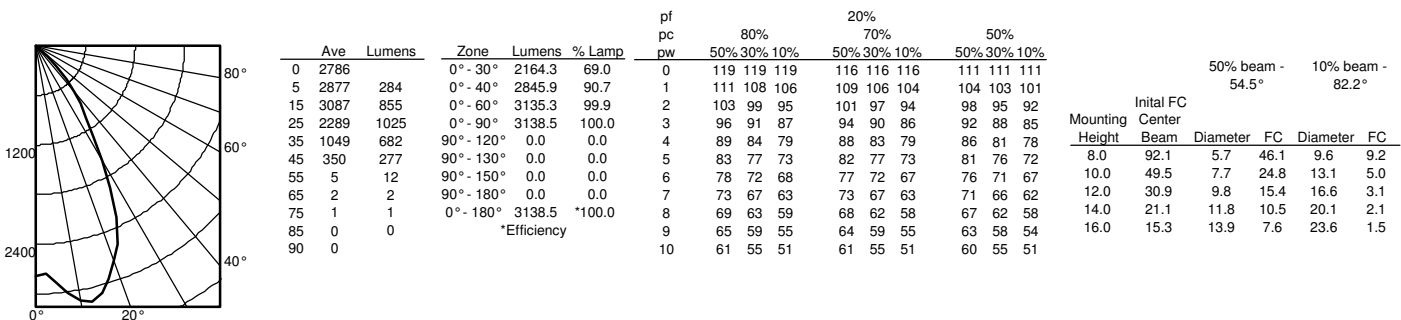 80°
60°
40°
1200
2400
0° 20°
Ave Lumens
0 2786
5 2877 284
15 3087 855
25 2289 1025
35 1049 682
45 350 277
55 5 12
65 2 2
75 1 1
85 0 0
90 0
Zone Lumens % Lamp
0° - 30° 2164.3 69.0
0° - 40° 2845.9 90.7
0° - 60° 3135.3 99.9
0° - 90° 3138.5 100.0
90° - 120° 0.0 0.0
90° - 130° 0.0 0.0
90° - 150° 0.0 0.0
90° - 180° 0.0 0.0
0° - 180° 3138.5 *100.0
*Efficiency
pf 20%
pc 80% 70% 50%
pw 50% 30% 10% 50% 30% 10% 50% 30% 10%
0 119 119 119 116 116 116 111 111 111
1 111 108 106 109 106 104 104 103 101
2 103 99 95 101 97 94 98 95 92
3 96 91 87 94 90 86 92 88 85
4 89 84 79 88 83 79 86 81 78
5 83 77 73 82 77 73 81 76 72
6 78 72 68 77 72 67 76 71 67
7 73 67 63 73 67 63 71 66 62
8 69 63 59 68 62 58 67 62 58
9 65 59 55 64 59 55 63 58 54
10 61 55 51 61 55 51 60 55 51
50% beam - 10% beam -
54.5° 82.2°
Inital FC
Mounting Center
Height Beam Diameter FC Diameter FC
8.0 92.1 5.7 46.1 9.6 9.2
10.0 49.5 7.7 24.8 13.1 5.0
12.0 30.9 9.8 15.4 16.6 3.1
14.0 21.1 11.8 10.5 20.1 2.1
16.0 15.3 13.9 7.6 23.6 1.5